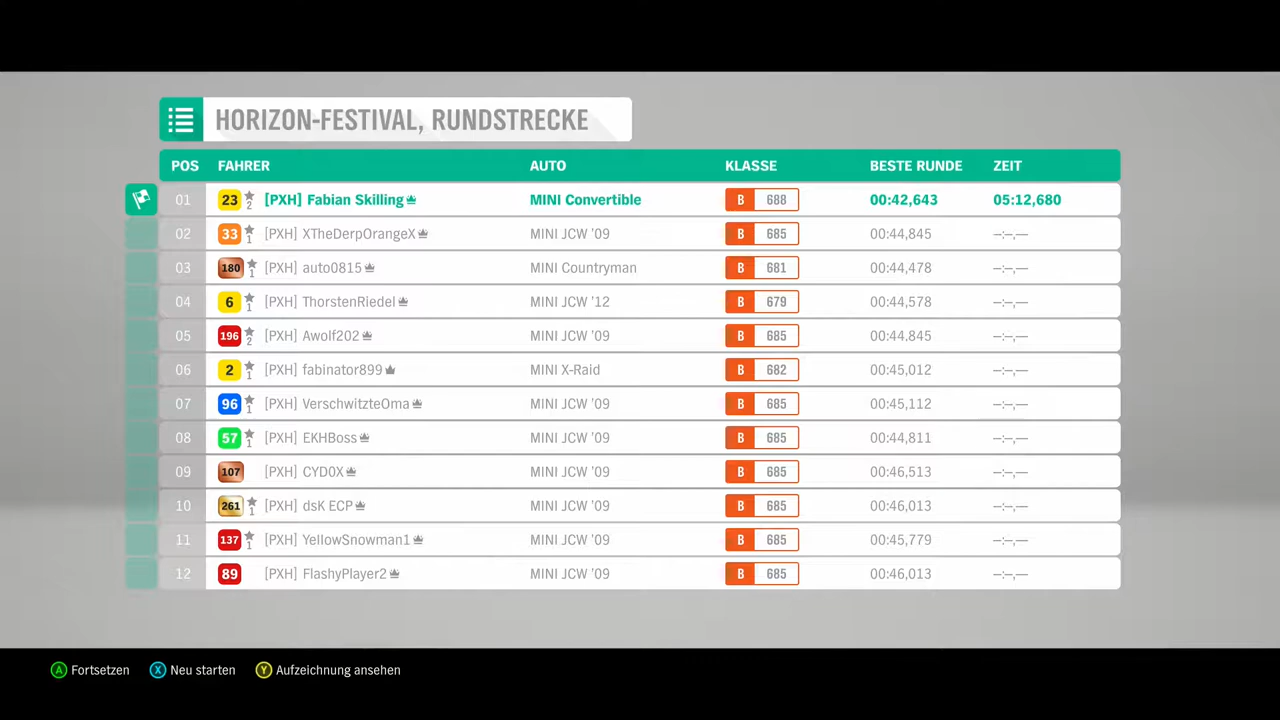 HORIZON-FESTIVAL, RUNDSTRECKE
POS FAHRER AUTO KLASSE BESTE RUNDE ZEIT
01 23 2 [PXH] Fabian Skilling MINI Convertible B 688 00:42,643 05:12,680
02 33 1 [PXH] XTheDerpOrangeX MINI JCW '09 B 685 00:44,845 --:--,---
03 180 1 [PXH] auto0815 MINI Countryman B 681 00:44,478 --:--,---
04 6 1 [PXH] ThorstenRiedel MINI JCW '12 B 679 00:44,578 --:--,---
05 196 2 [PXH] Awolf202 MINI JCW '09 B 685 00:44,845 --:--,---
06 2 1 [PXH] fabinator899 MINI X-Raid B 682 00:45,012 --:--,---
07 96 1 [PXH] VerschwitzteOma MINI JCW '09 B 685 00:45,112 --:--,---
08 57 1 [PXH] EKHBoss MINI JCW '09 B 685 00:44,811 --:--,---
09 107 [PXH] CYD0X MINI JCW '09 B 685 00:46,513 --:--,---
10 261 1 [PXH] dsK ECP MINI JCW '09 B 685 00:46,013 --:--,---
11 137 1 [PXH] YellowSnowman1 MINI JCW '09 B 685 00:45,779 --:--,---
12 89 [PXH] FlashyPlayer2 MINI JCW '09 B 685 00:46,013 --:--,---
A Fortsetzen X Neu starten Y Aufzeichnung ansehen